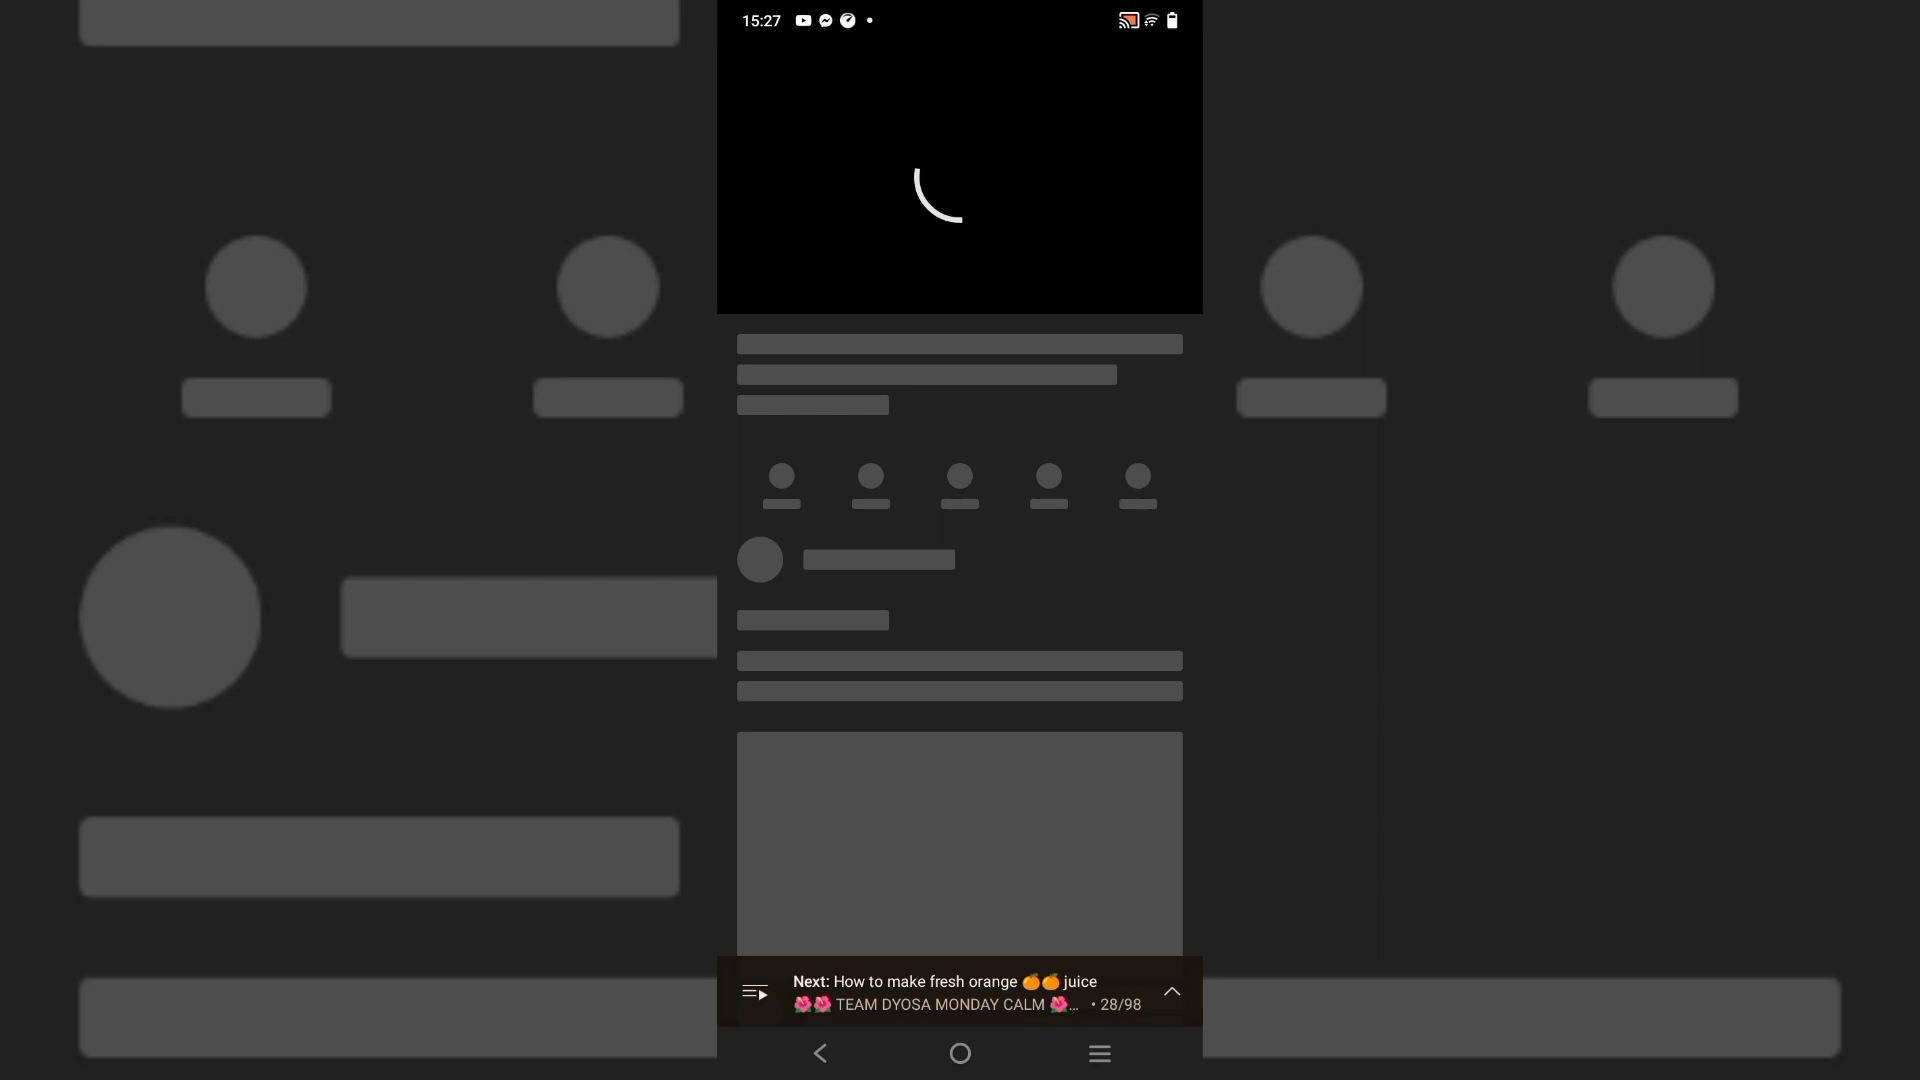 15:27
Next: How to make fresh orange 🍊🍊 juice
🌺🌺 TEAM DYOSA MONDAY CALM 🌺... • 28/98